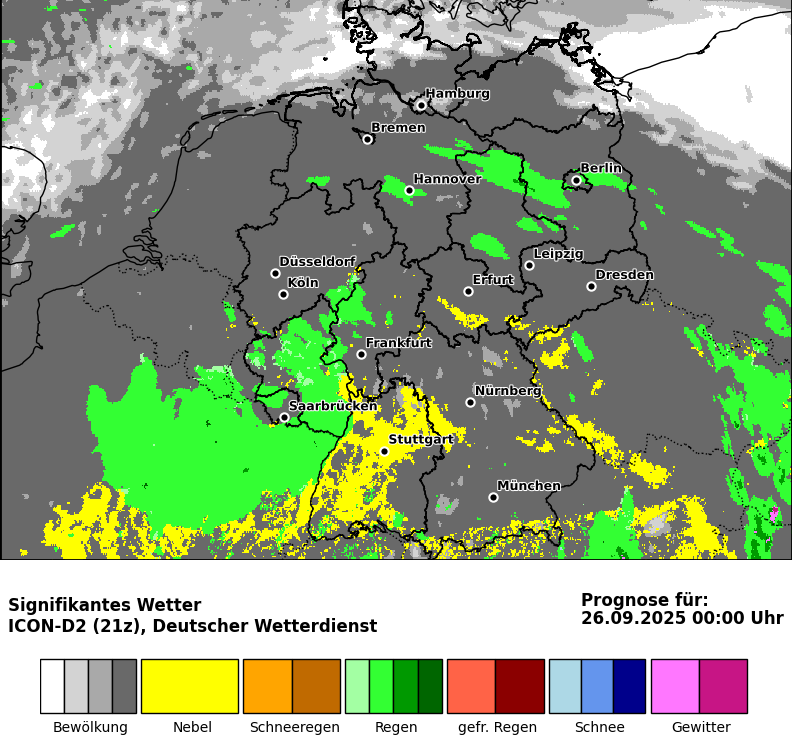 Hamburg
Bremen
Berlin
Hannover
Leipzig
Düsseldorf
Dresden
Köln
Erfurt
Frankfurt
Nürnberg
Saarbrücken
Stuttgart
München
Signifikantes Wetter
ICON-D2 (21z), Deutscher Wetterdienst
Prognose für:
26.09.2025 00:00 Uhr
Bewölkung Nebel Schneeregen Regen gefr. Regen Schnee Gewitter